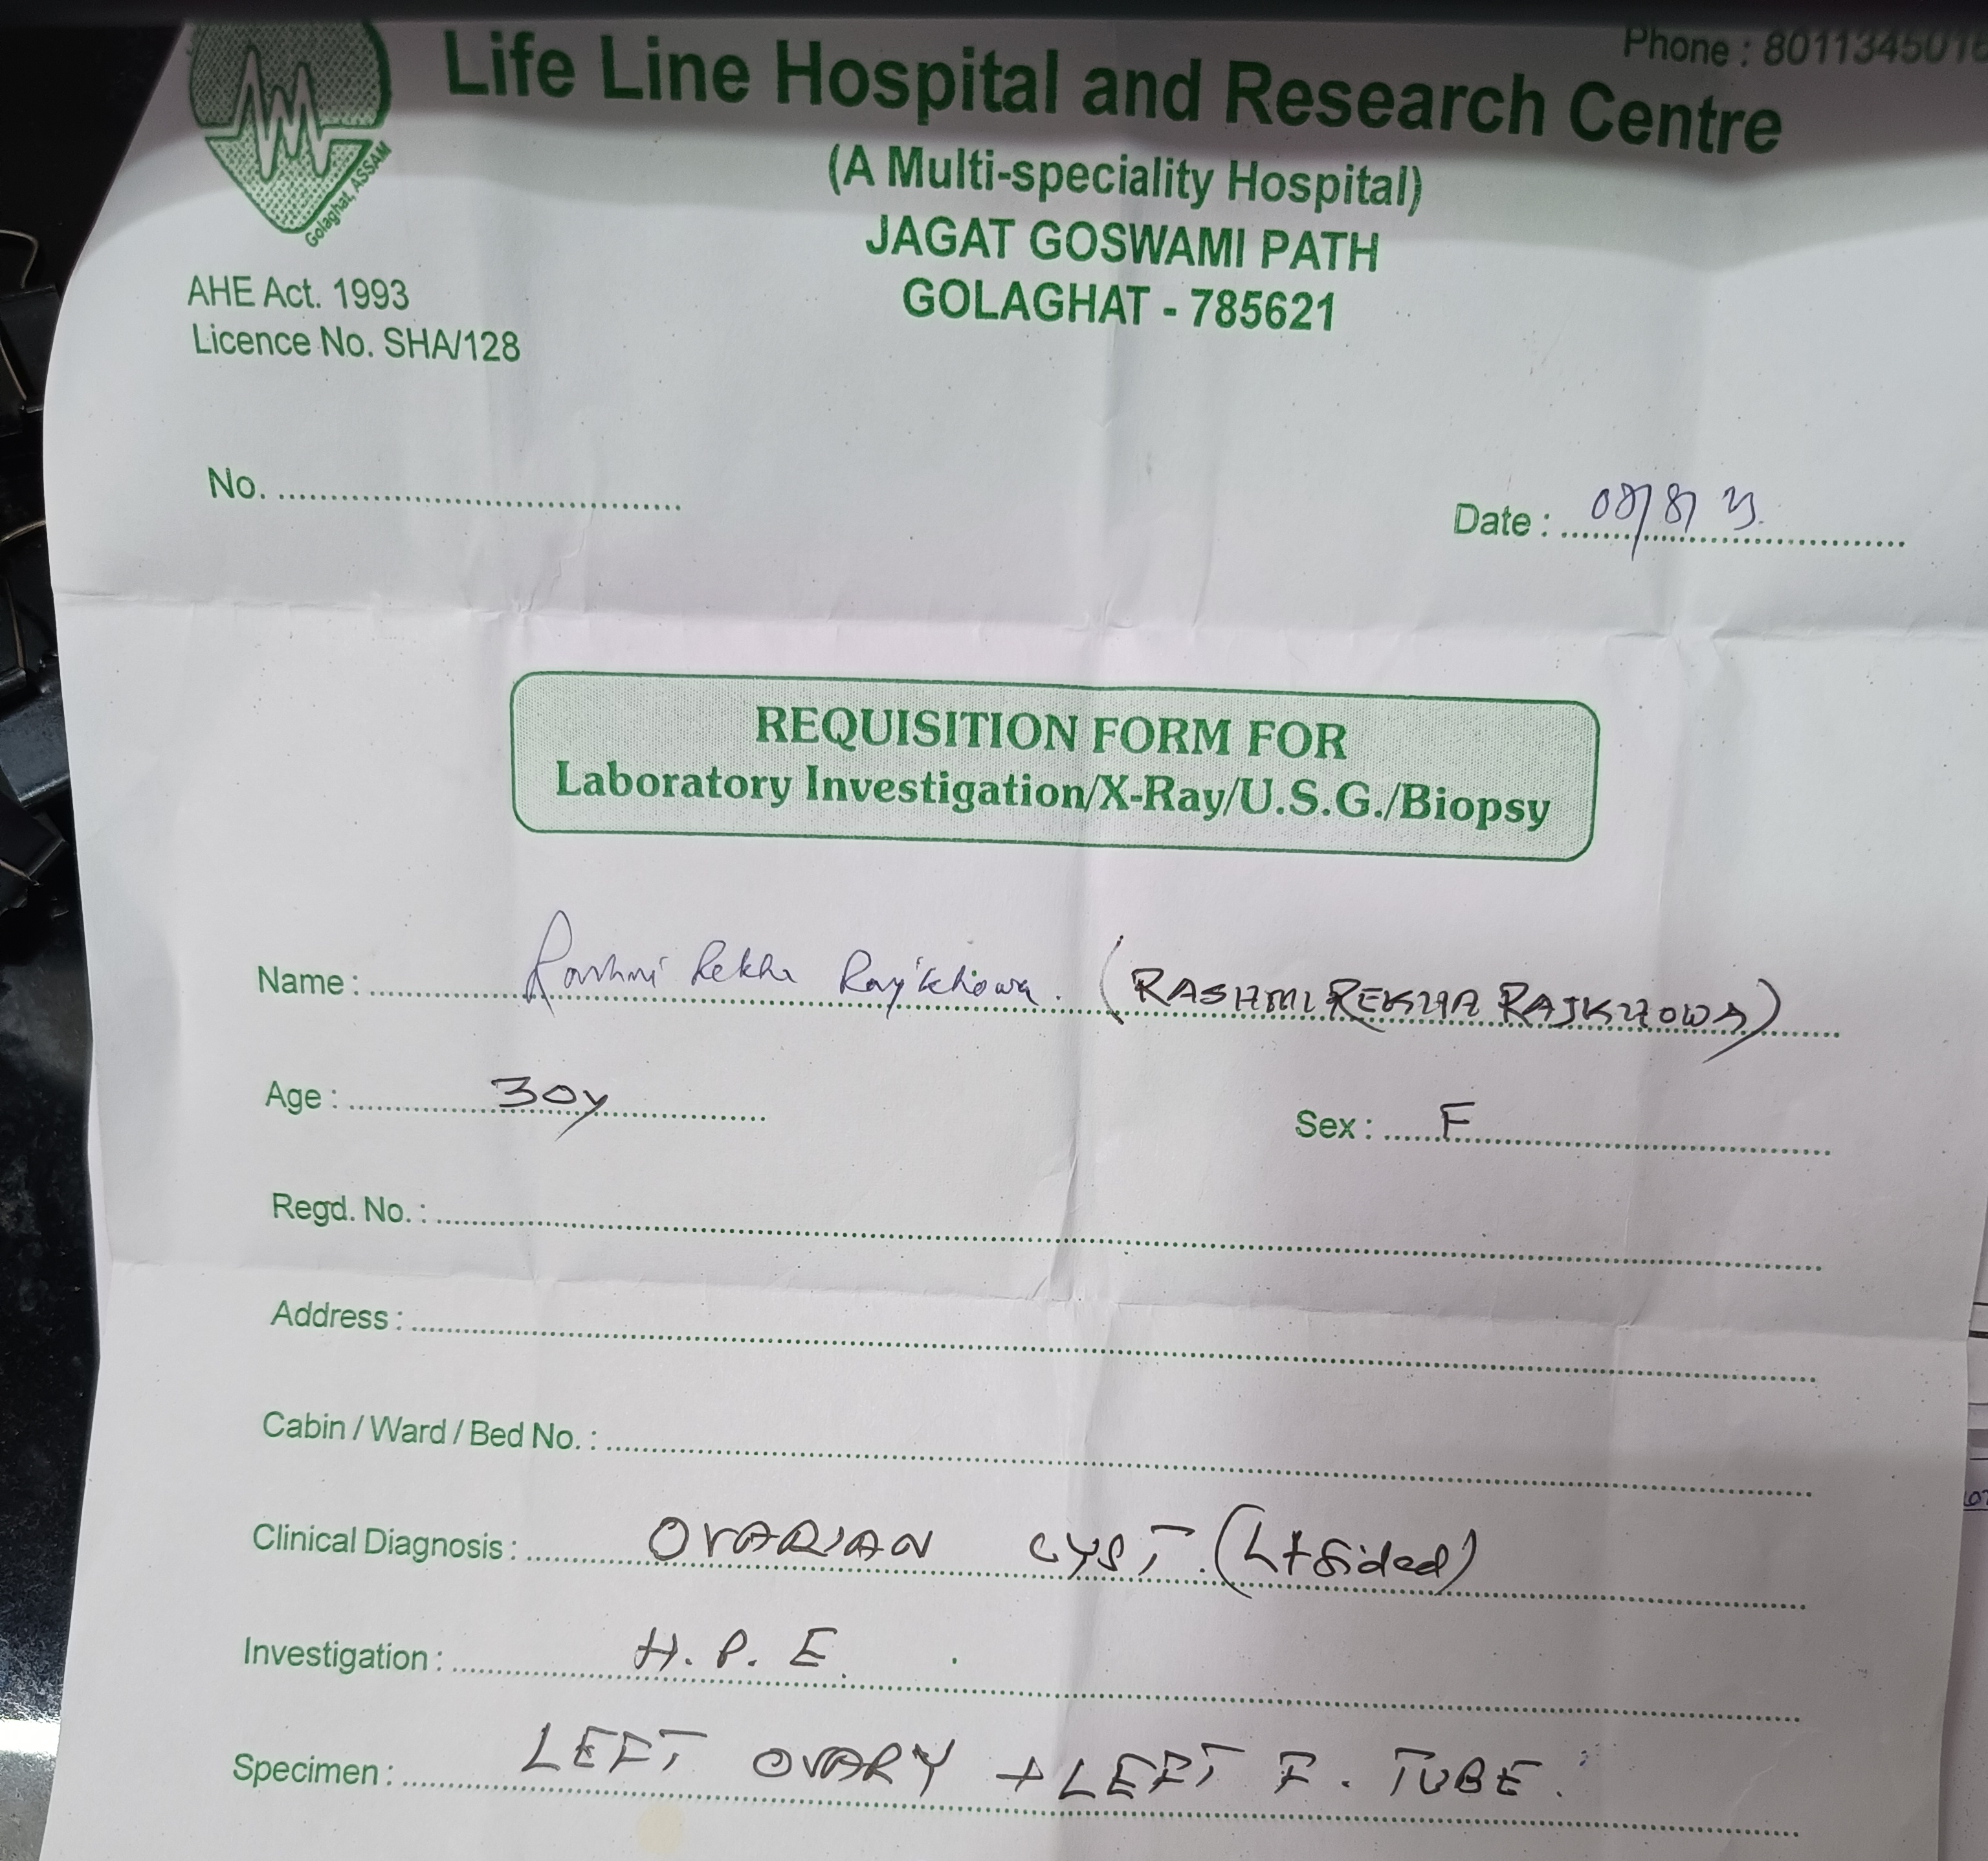 Phone : 801134501
Life Line Hospital and Research Centre
(A Multi-speciality Hospital)
JAGAT GOSWAMI PATH
GOLAGHAT - 785621
Golaghat, ASSAM
AHE Act. 1993
Licence No. SHA/128
No.
Date : 08/8/23
REQUISITION FORM FOR
Laboratory Investigation/X-Ray/U.S.G./Biopsy
Name : Rashmi Rekha Rajkhowa. (RASHMI REKHA RAJKHOWA)
Age : 30y
Sex : F
Regd. No. :
Address :
Cabin / Ward / Bed No. :
Clinical Diagnosis : OVARIAN CYST. (Lt sided)
Investigation : H. P. E.
Specimen : LEFT OVARY + LEFT F. TUBE.